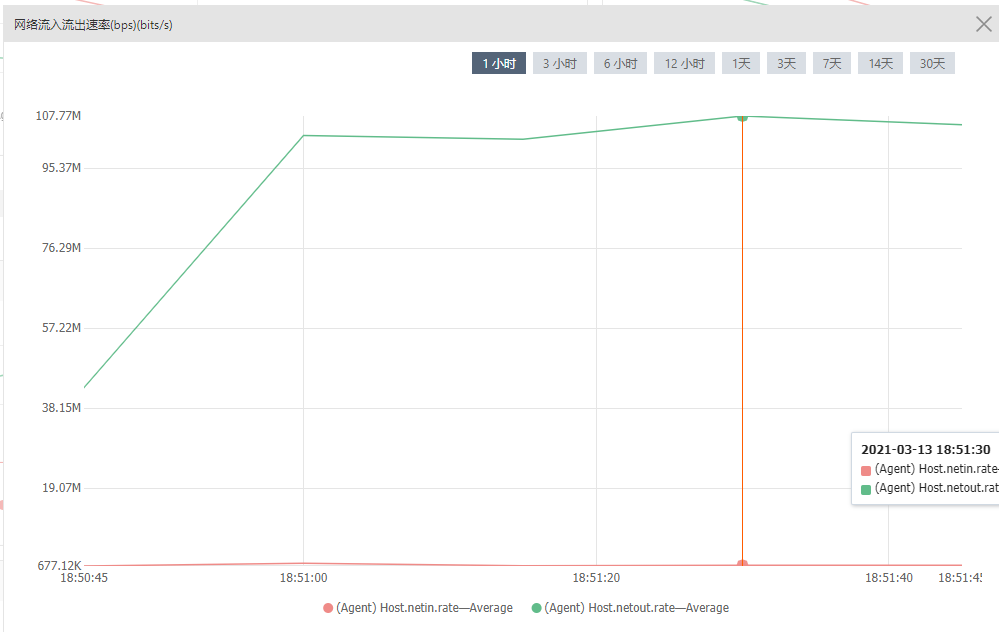 网络流入流出速率(bps)(bits/s)
1 小时 3 小时 6 小时 12 小时 1天 3天 7天 14天 30天
107.77M
95.37M
76.29M
57.22M
38.15M
19.07M
677.12K
18:50:45 18:51:00 18:51:20 18:51:40 18:51:45
2021-03-13 18:51:30
(Agent) Host.netin.rate
(Agent) Host.netout.rat
(Agent) Host.netin.rate—Average (Agent) Host.netout.rate—Average